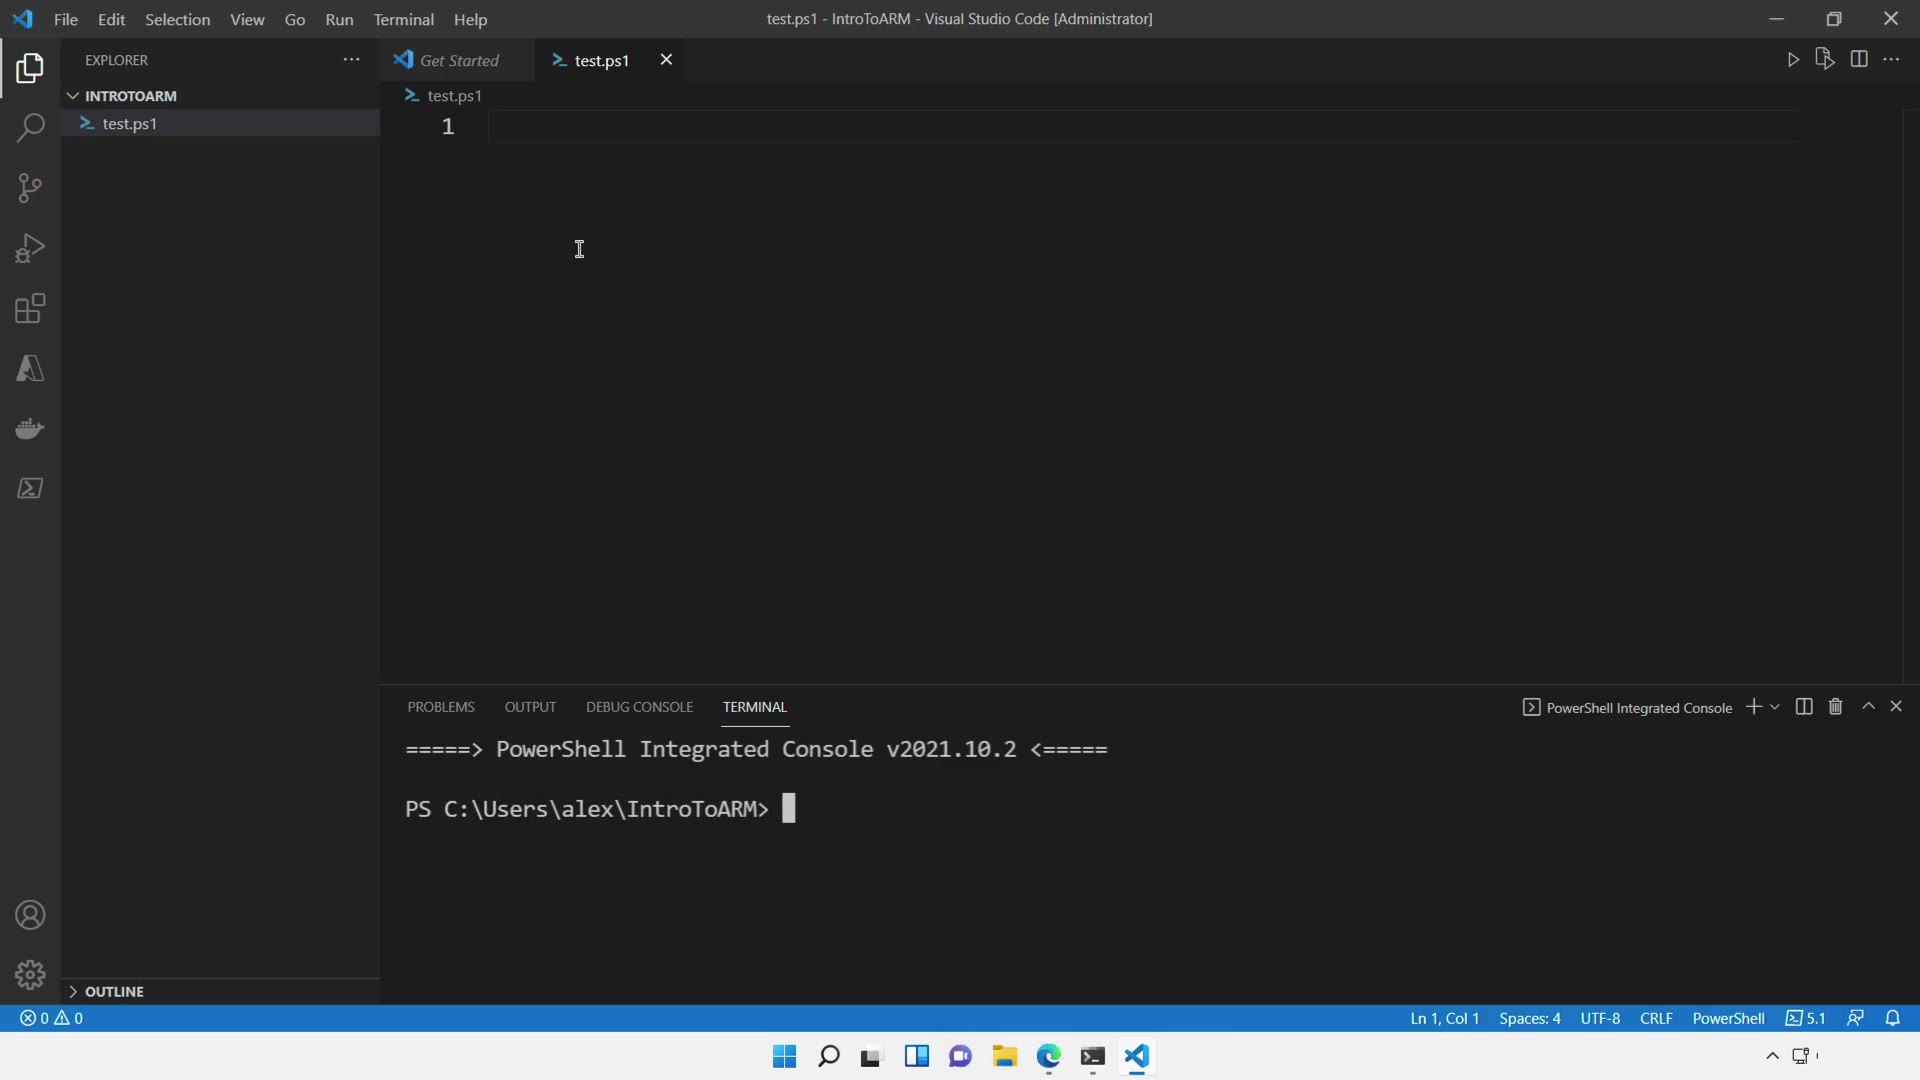 File Edit Selection View Go Run Terminal Help
test.ps1 - IntroToARM - Visual Studio Code [Administrator]
EXPLORER
Get Started
test.ps1
INTROTOARM
test.ps1
test.ps1
1
PROBLEMS OUTPUT DEBUG CONSOLE TERMINAL
PowerShell Integrated Console
=====> PowerShell Integrated Console v2021.10.2 <=====
PS C:\Users\alex\IntroToARM>
OUTLINE
0 0
Ln 1, Col 1 Spaces: 4 UTF-8 CRLF PowerShell 5.1